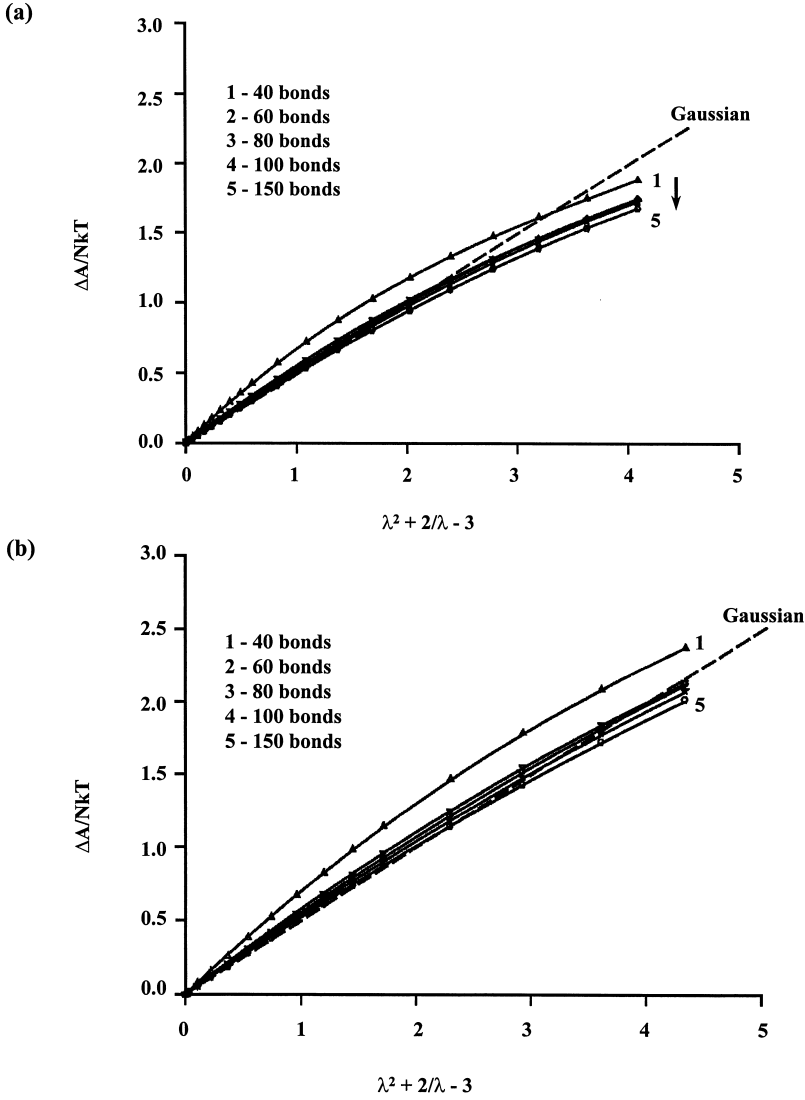 (a)
3.0
2.5
2.0
1.5
1.0
0.5
0.0
ΔA/NkT
1 - 40 bonds
2 - 60 bonds
3 - 80 bonds
4 - 100 bonds
5 - 150 bonds
Gaussian
1
5
0 1 2 3 4 5
λ² + 2/λ - 3
(b)
3.0
2.5
2.0
1.5
1.0
0.5
0.0
ΔA/NkT
1 - 40 bonds
2 - 60 bonds
3 - 80 bonds
4 - 100 bonds
5 - 150 bonds
Gaussian
1
5
0 1 2 3 4 5
λ² + 2/λ - 3